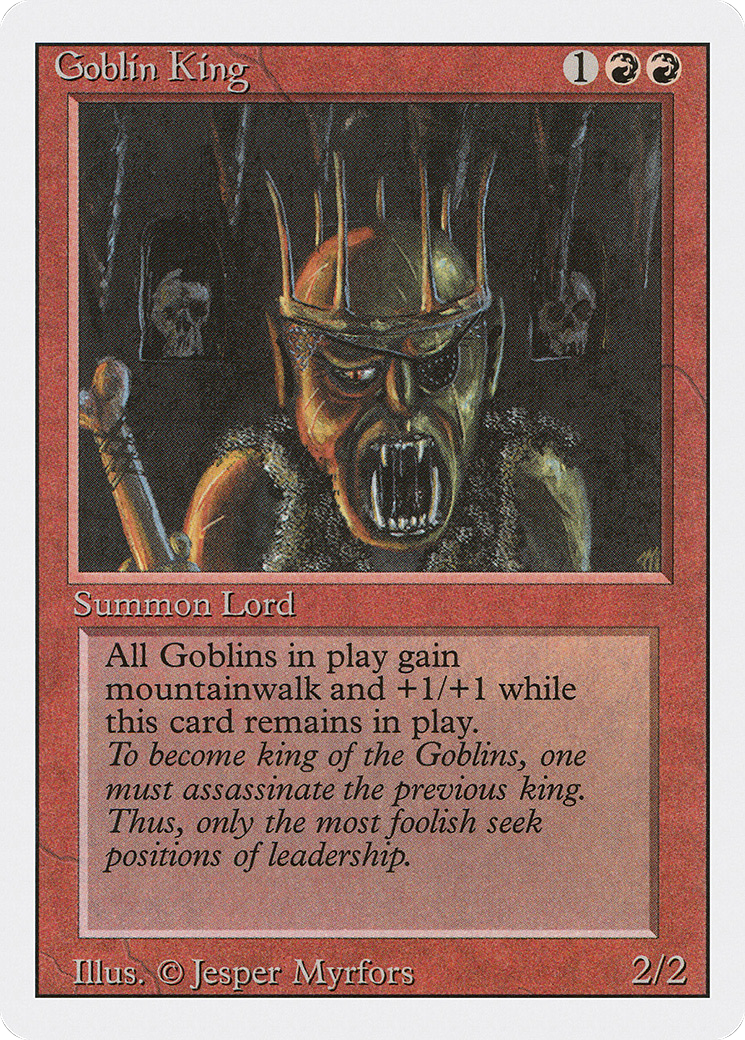 Goblin King
1
All Goblins in play gain
mountainwalk and +1/+1 while
this card remains in play.
To become king of the Goblins, one
must assassinate the previous king.
Thus, only the most foolish seek
positions of leadership.
Summon Lord
Illus. © Jesper Myrfors
2/2